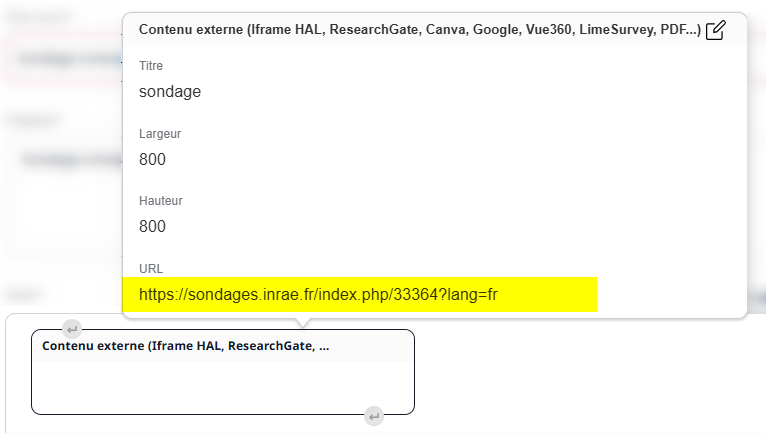 Contenu externe (Iframe HAL, ResearchGate, Canva, Google, Vue360, LimeSurvey, PDF...)
Titre
sondage
Largeur
800
Hauteur
800
URL
https://sondages.inrae.fr/index.php/33364?lang=fr
Contenu externe (Iframe HAL, ResearchGate, ...